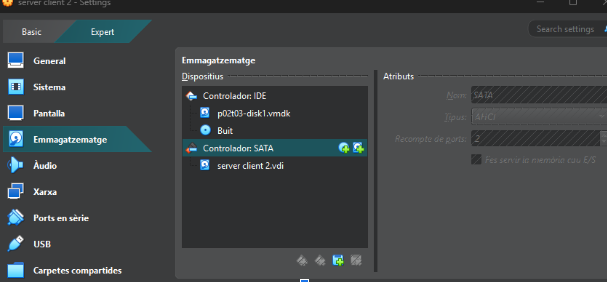 server client 2 - Settings
Basic
Expert
Search settings
General
Sistema
Pantalla
Emmagatzematge
Àudio
Xarxa
Ports en sèrie
USB
Carpetes compartides
Emmagatzematge
Dispositius
Controlador: IDE
p02t03-disk1.vmdk
Buit
Controlador: SATA
server client 2.vdi
Atributs
Nom: SATA
Tipus: AHCI
Recompte de ports: 2
Fes servir la memòria cau E/S